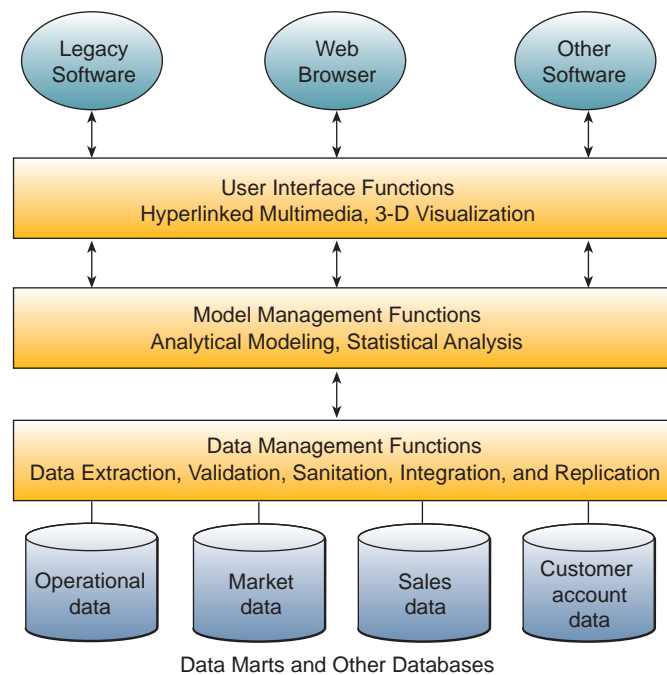 Legacy
Software
Web
Browser
Other
Software
User Interface Functions
Hyperlinked Multimedia, 3-D Visualization
Model Management Functions
Analytical Modeling, Statistical Analysis
Data Management Functions
Data Extraction, Validation, Sanitation, Integration, and Replication
Operational
data
Market
data
Sales
data
Customer
account
data
Data Marts and Other Databases